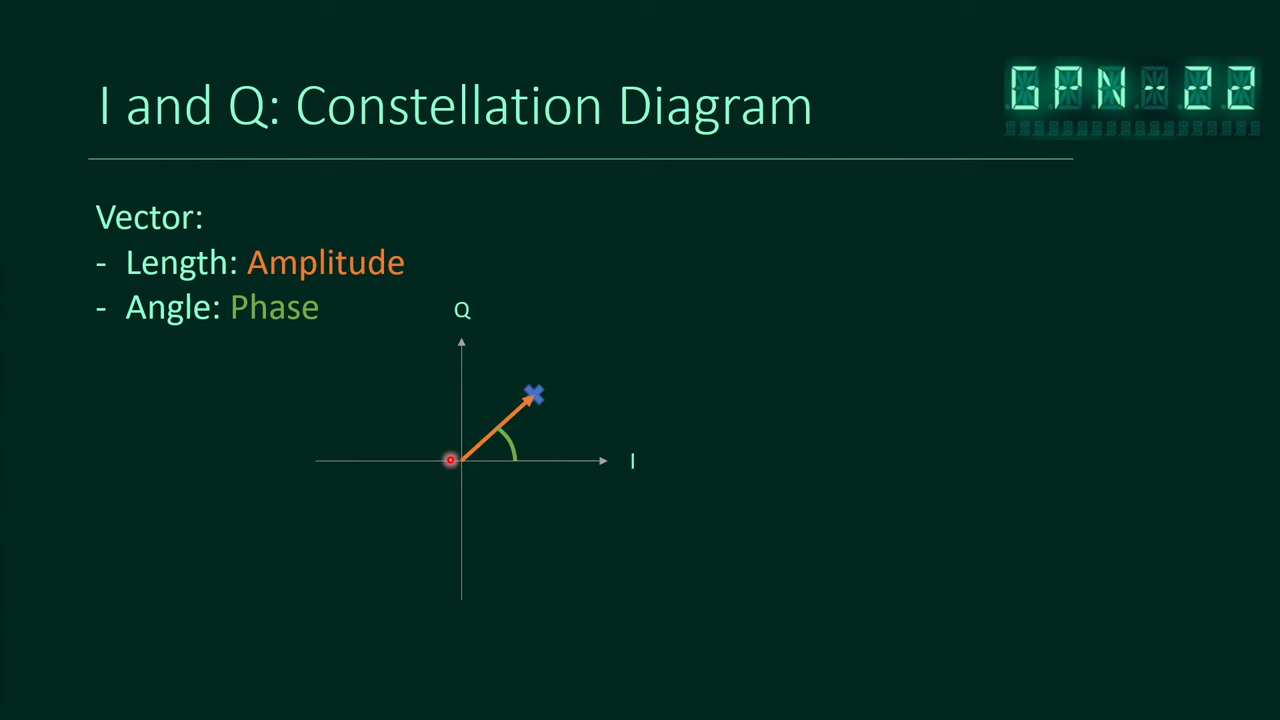 I and Q: Constellation Diagram
GPN-22
Vector:
- Length: Amplitude
- Angle: Phase
Q
I